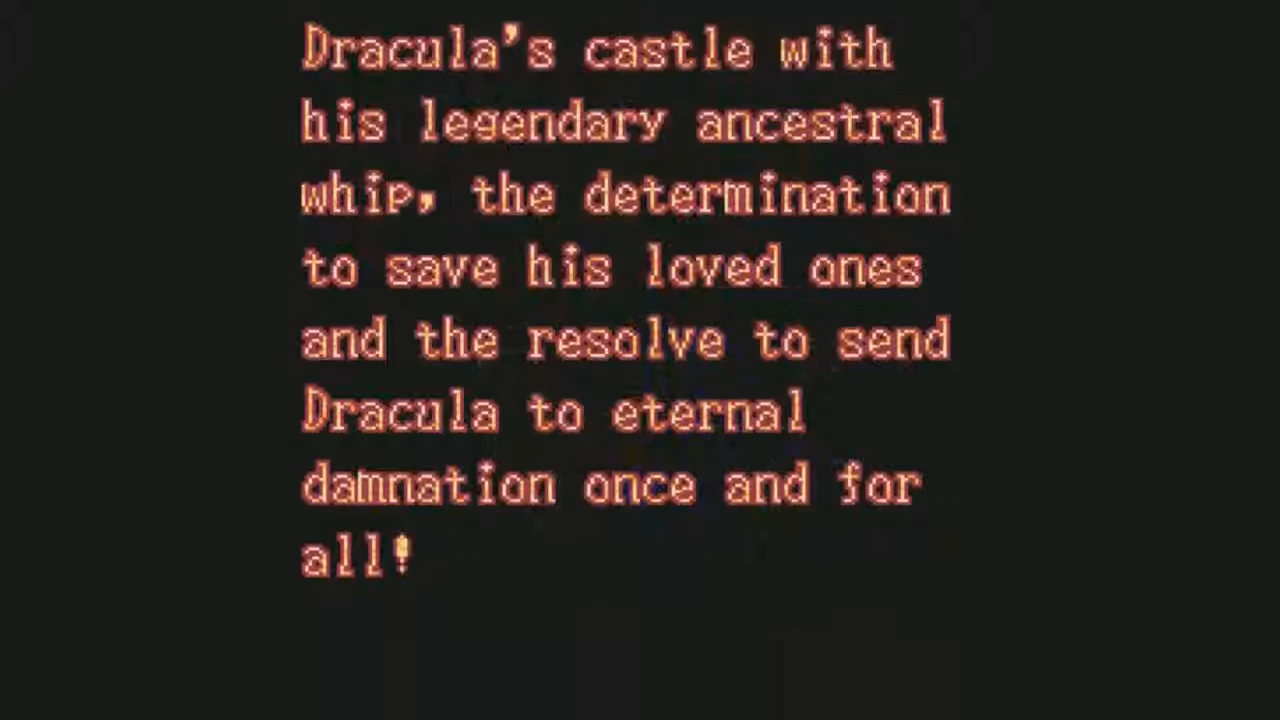 Dracula's castle with
his legendary ancestral
whip, the determination
to save his loved ones
and the resolve to send
Dracula to eternal
damnation once and for
all!